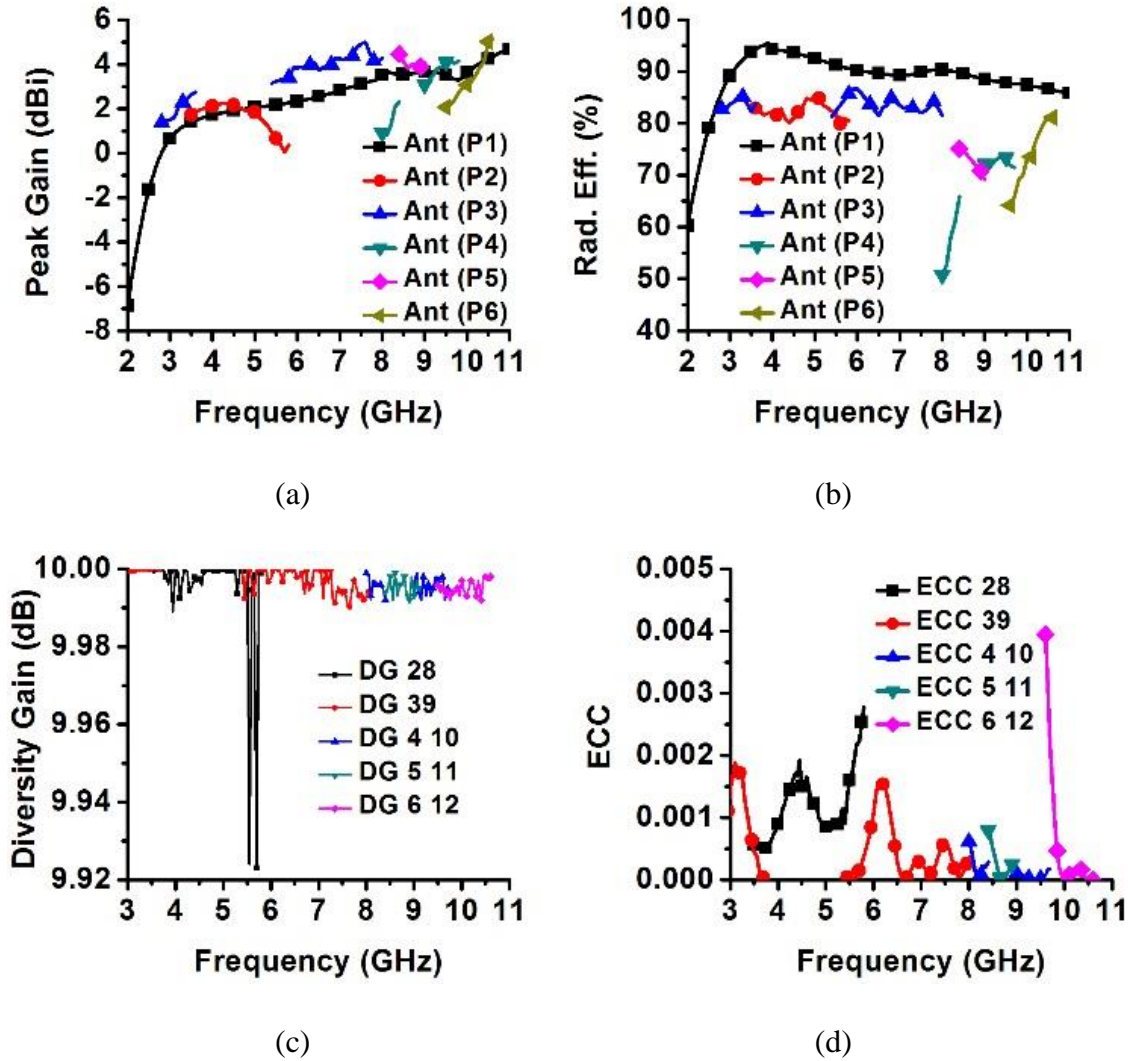 6
4
2
0
-2
-4
-6
-8
Peak Gain (dBi)
Ant (P1)
Ant (P2)
Ant (P3)
Ant (P4)
Ant (P5)
Ant (P6)
2 3 4 5 6 7 8 9 10 11
Frequency (GHz)
(a)
100
90
80
70
60
50
40
Rad. Eff. (%)
Ant (P1)
Ant (P2)
Ant (P3)
Ant (P4)
Ant (P5)
Ant (P6)
2 3 4 5 6 7 8 9 10 11
Frequency (GHz)
(b)
10.00
9.98
9.96
9.94
9.92
Diversity Gain (dB)
DG 28
DG 39
DG 4 10
DG 5 11
DG 6 12
3 4 5 6 7 8 9 10 11
Frequency (GHz)
(c)
0.005
0.004
0.003
0.002
0.001
0.000
ECC
ECC 28
ECC 39
ECC 4 10
ECC 5 11
ECC 6 12
3 4 5 6 7 8 9 10 11
Frequency (GHz)
(d)